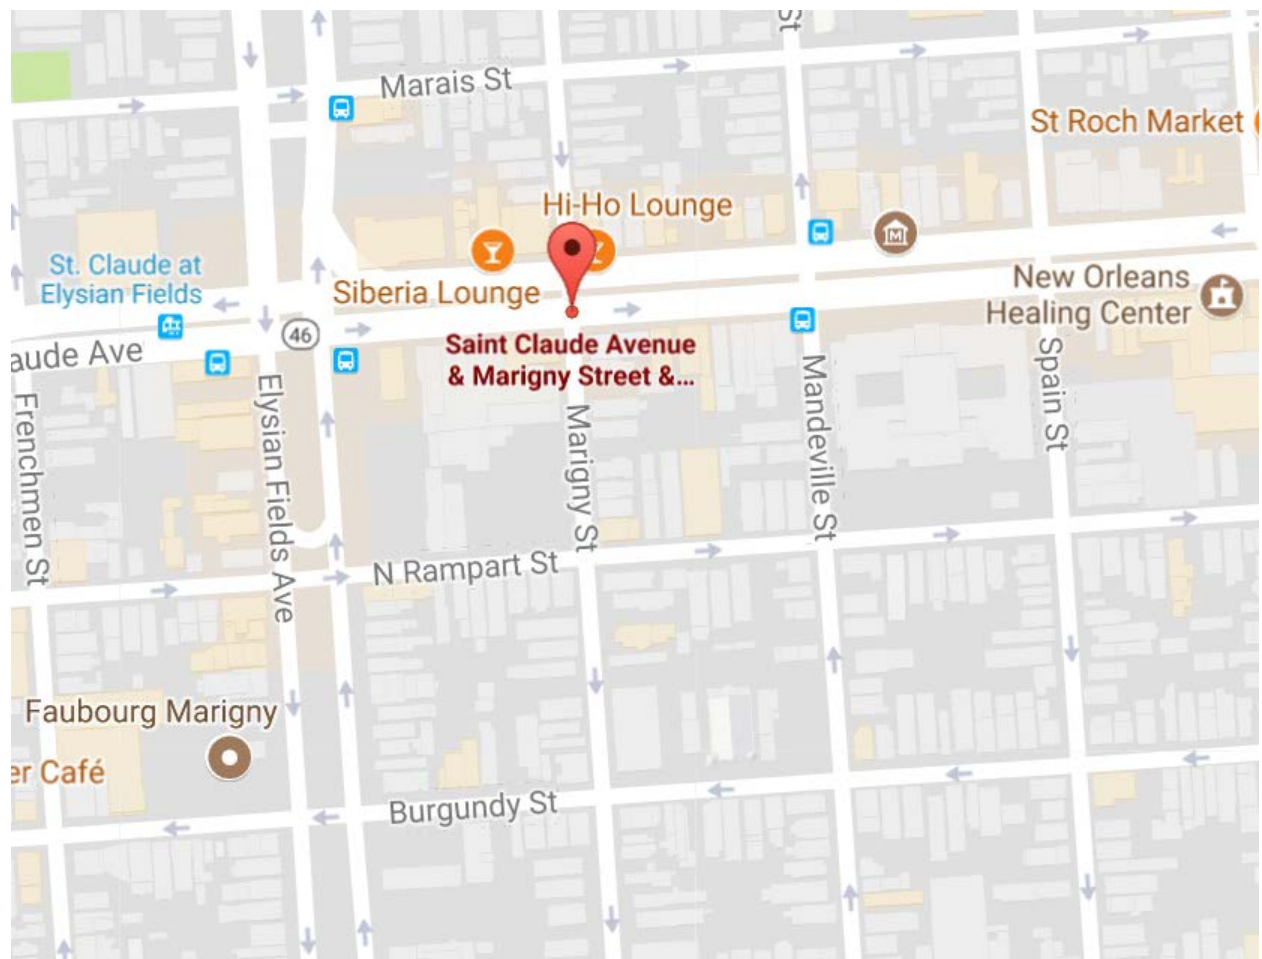 St
Marais St
St Roch Market
Hi-Ho Lounge
St. Claude at
Elysian Fields
Siberia Lounge
New Orleans
Healing Center
M
46
aude Ave
Saint Claude Avenue
& Marigny Street &...
Frenchmen St
Elysian Fields Ave
Marigny St
Mandeville St
Spain St
N Rampart St
Faubourg Marigny
er Café
Burgundy St